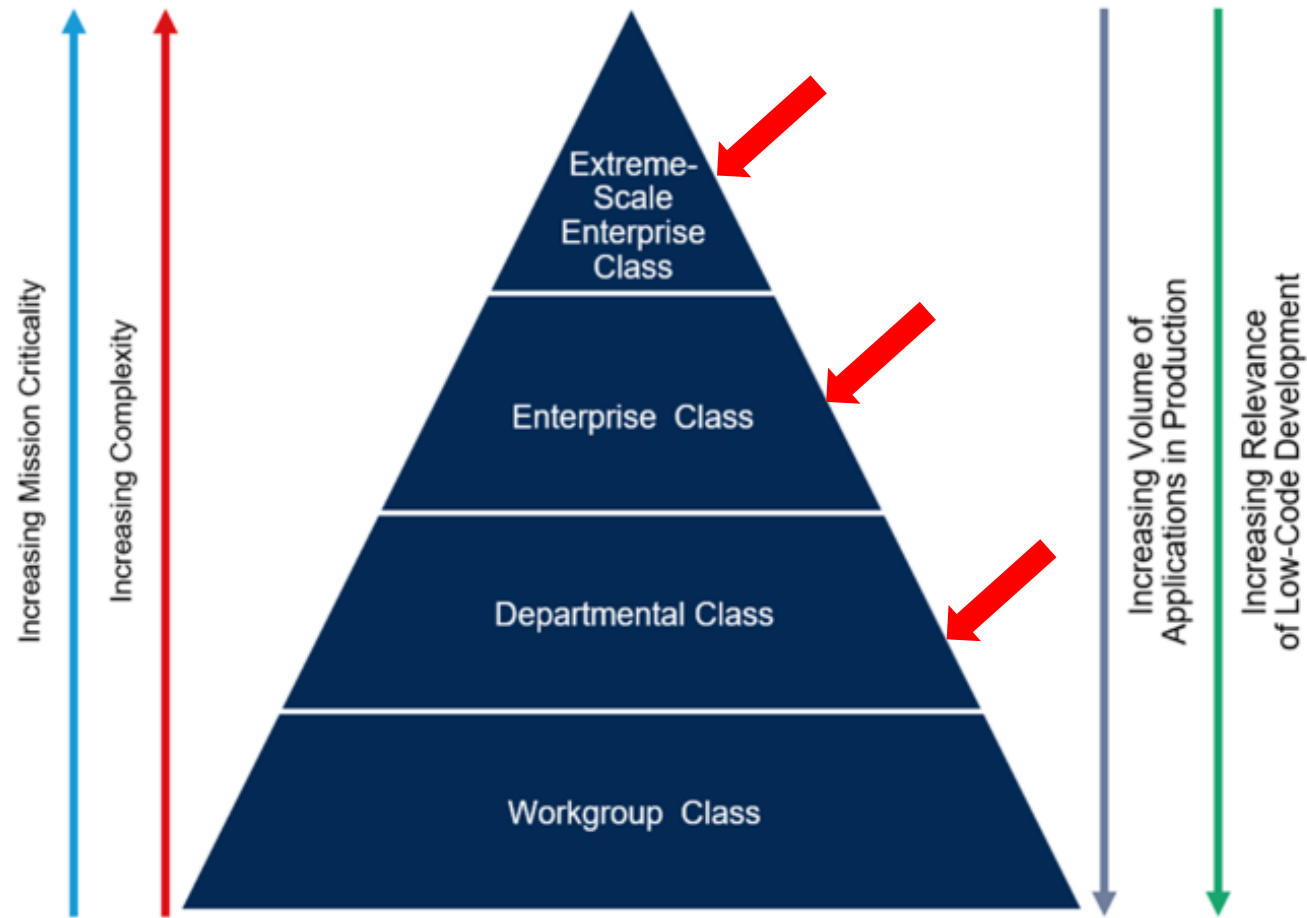 Increasing Mission Criticality
Increasing Complexity
Extreme-
Scale
Enterprise
Class
Enterprise Class
Departmental Class
Workgroup Class
Increasing Volume of
Applications in Production
Increasing Relevance
of Low-Code Development